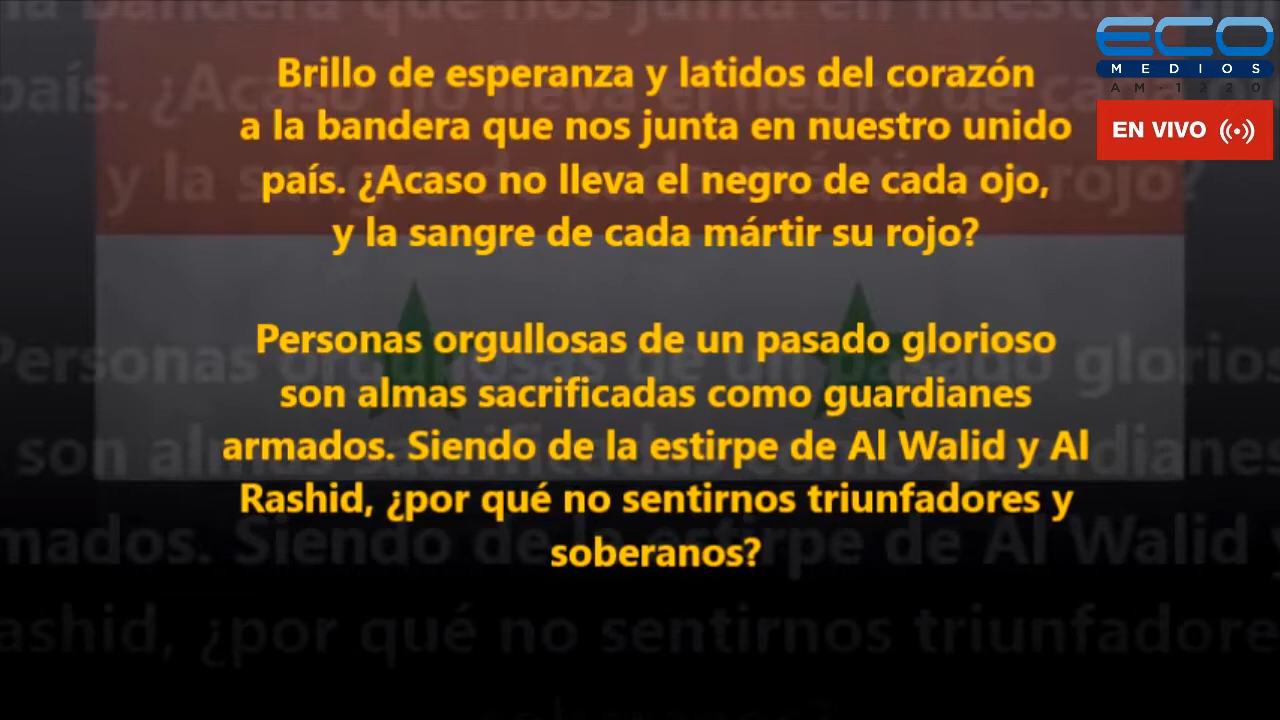 Brillo de esperanza y latidos del corazón
a la bandera que nos junta en nuestro unido
país. ¿Acaso no lleva el negro de cada ojo,
y la sangre de cada mártir su rojo?
Personas orgullosas de un pasado glorioso
son almas sacrificadas como guardianes
armados. Siendo de la estirpe de Al Walid y Al
Rashid, ¿por qué no sentirnos triunfadores y
soberanos?
ECO
MEDIOS
AM-1220
EN VIVO